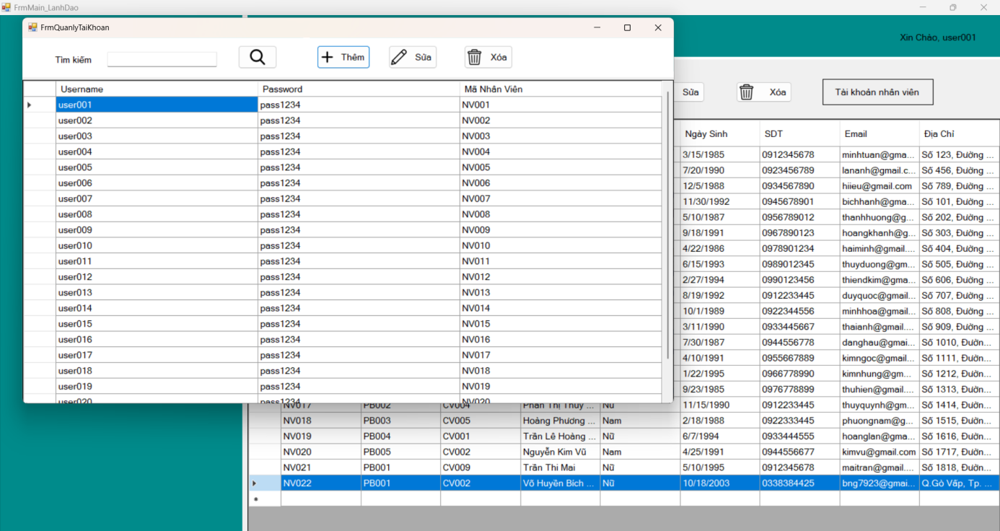 FrmMain_LanhDao
FrmQuanlyTaiKhoan
Xin Chào, user001
Tìm kiếm Thêm Sửa Xóa
Sửa Xóa Tài khoản nhân viên
Username Password Mã Nhân Viên
user001 pass1234 NV001
user002 pass1234 NV002
user003 pass1234 NV003
user004 pass1234 NV004
user005 pass1234 NV005
user006 pass1234 NV006
user007 pass1234 NV007
user008 pass1234 NV008
user009 pass1234 NV009
user010 pass1234 NV010
user011 pass1234 NV011
user012 pass1234 NV012
user013 pass1234 NV013
user014 pass1234 NV014
user015 pass1234 NV015
user016 pass1234 NV016
user017 pass1234 NV017
user018 pass1234 NV018
user019 pass1234 NV019
user020 pass1234 NV020
Ngày Sinh SDT Email Địa Chỉ
3/15/1985 0912345678 minhtuan@gma... Số 123, Đường ...
7/20/1990 0923456789 lananh@gmail.c... Số 456, Đường ...
12/5/1988 0934567890 hiieu@gmail.com Số 789, Đường ...
11/30/1992 0945678901 bichhanh@gma... Số 101, Đường ...
5/10/1987 0956789012 thanhhuong@g... Số 202, Đường ...
9/18/1991 0967890123 hoangkhanh@g... Số 303, Đường ...
4/22/1986 0978901234 haiminh@gmail.... Số 404, Đường ...
6/15/1993 0989012345 thuyduong@gm... Số 505, Đường ...
2/27/1994 0990123456 thiendkim@gma... Số 606, Đường ...
8/19/1992 0912233445 duyquoc@gmail... Số 707, Đường ...
10/1/1989 0922344556 minhhoa@gmail... Số 808, Đường ...
3/11/1990 0933445667 thaianh@gmail.... Số 909, Đường ...
7/30/1987 0944556778 danghau@gmai... Số 1010, Đườn...
4/10/1991 0955667889 kimngoc@gmail... Số 1111, Đườn...
1/22/1995 0966778990 kimnhung@gm... Số 1212, Đườn...
9/23/1985 0976778899 thuhien@gmail.... Số 1313, Đườn...
NV017 PB002 CV004 Phan Thị Thúy ... Nữ 11/15/1990 0912233445 thuyquynh@gm... Số 1414, Đườn...
NV018 PB003 CV005 Hoàng Phương ... Nam 2/18/1988 0922333445 phuongnam@g... Số 1515, Đườn...
NV019 PB004 CV001 Trần Lê Hoàng ... Nữ 6/7/1994 0933444555 hoanglan@gma... Số 1616, Đườn...
NV020 PB005 CV002 Nguyễn Kim Vũ Nam 4/25/1991 0944556677 kimvu@gmail.com Số 1717, Đườn...
NV021 PB001 CV009 Trần Thi Mai Nữ 5/10/1995 0912345678 maitran@gmail.... Số 1818, Đườn...
NV022 PB001 CV002 Võ Huyền Bích ... Nữ 10/18/2003 0338384425 bng7923@gmai... Q.Gò Vấp, Tp. ...